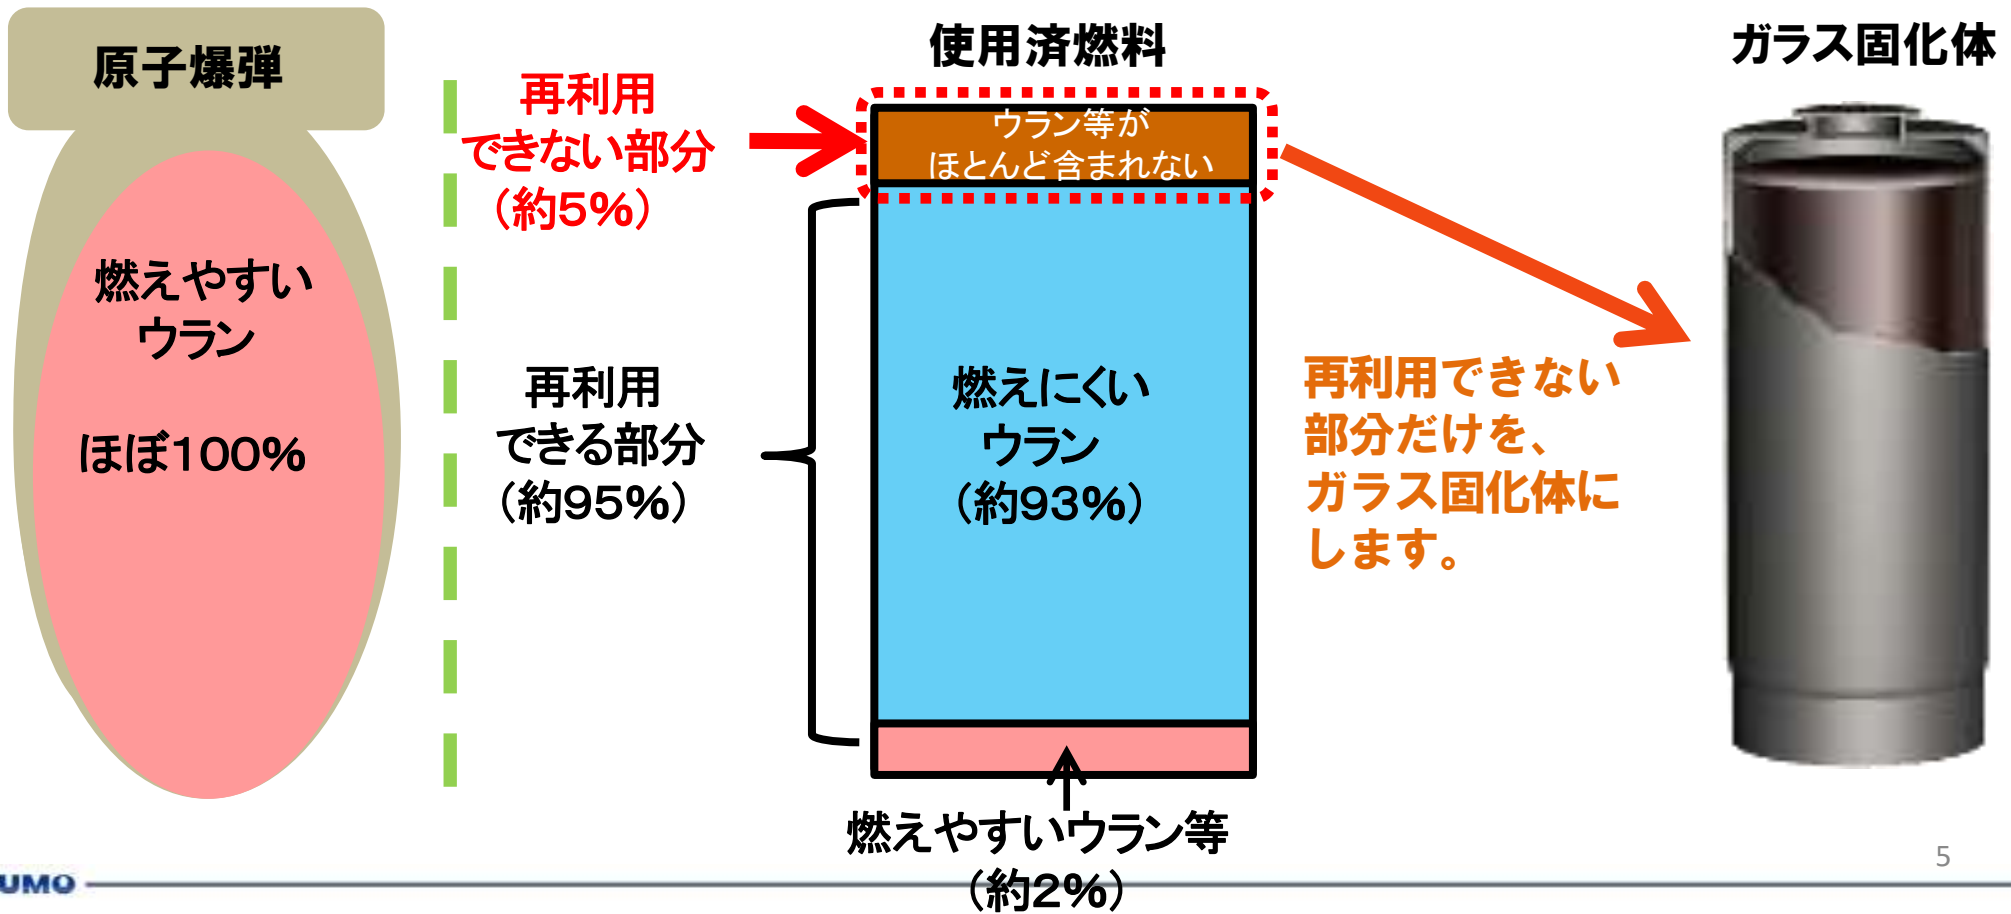 原子爆弾
燃えやすい
ウラン
ほぼ100%
再利用
できない部分
(約5%)
再利用
できる部分
(約95%)
使用済燃料
ウラン等が
ほとんど含まれない
燃えにくい
ウラン
(約93%)
燃えやすいウラン等
(約2%)
ガラス固化体
再利用できない
部分だけを、
ガラス固化体に
します。
5
UMO